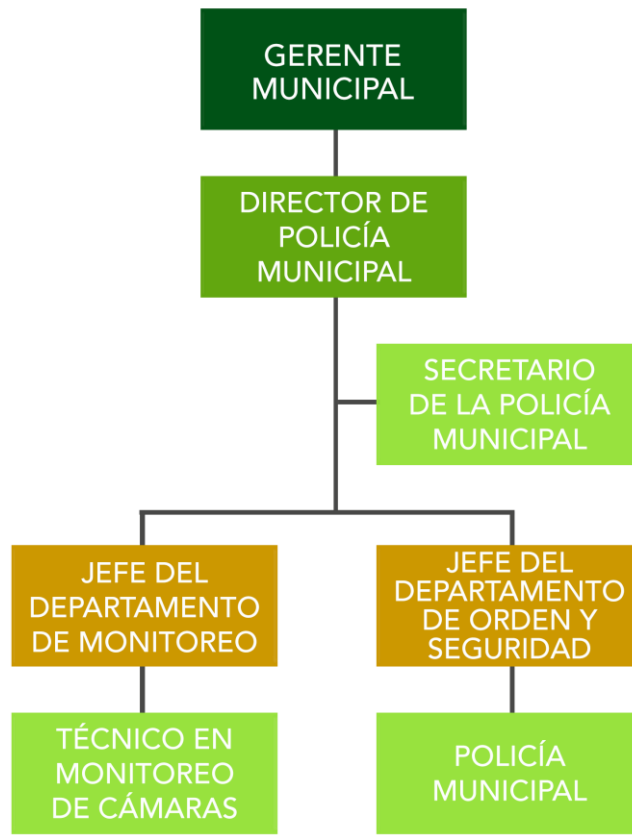 GERENTE
MUNICIPAL
DIRECTOR DE
POLICÍA
MUNICIPAL
SECRETARIO
DE LA POLICÍA
MUNICIPAL
JEFE DEL
DEPARTAMENTO
DE MONITOREO
JEFE DEL
DEPARTAMENTO
DE ORDEN Y
SEGURIDAD
TÉCNICO EN
MONITOREO
DE CÁMARAS
POLICÍA
MUNICIPAL